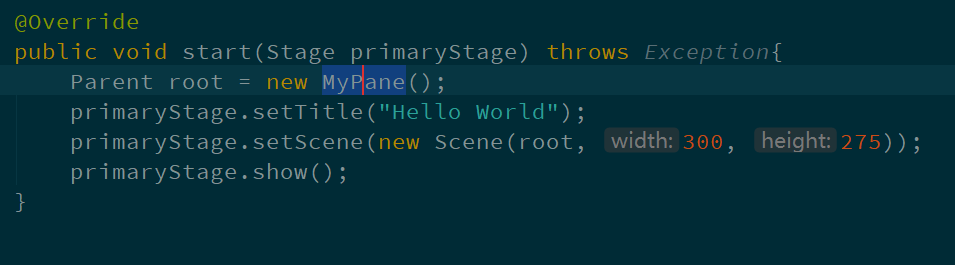 @Override
public void start(Stage primaryStage) throws Exception{
Parent root = new MyPane();
primaryStage.setTitle("Hello World");
primaryStage.setScene(new Scene(root, width: 300, height: 275));
primaryStage.show();
}